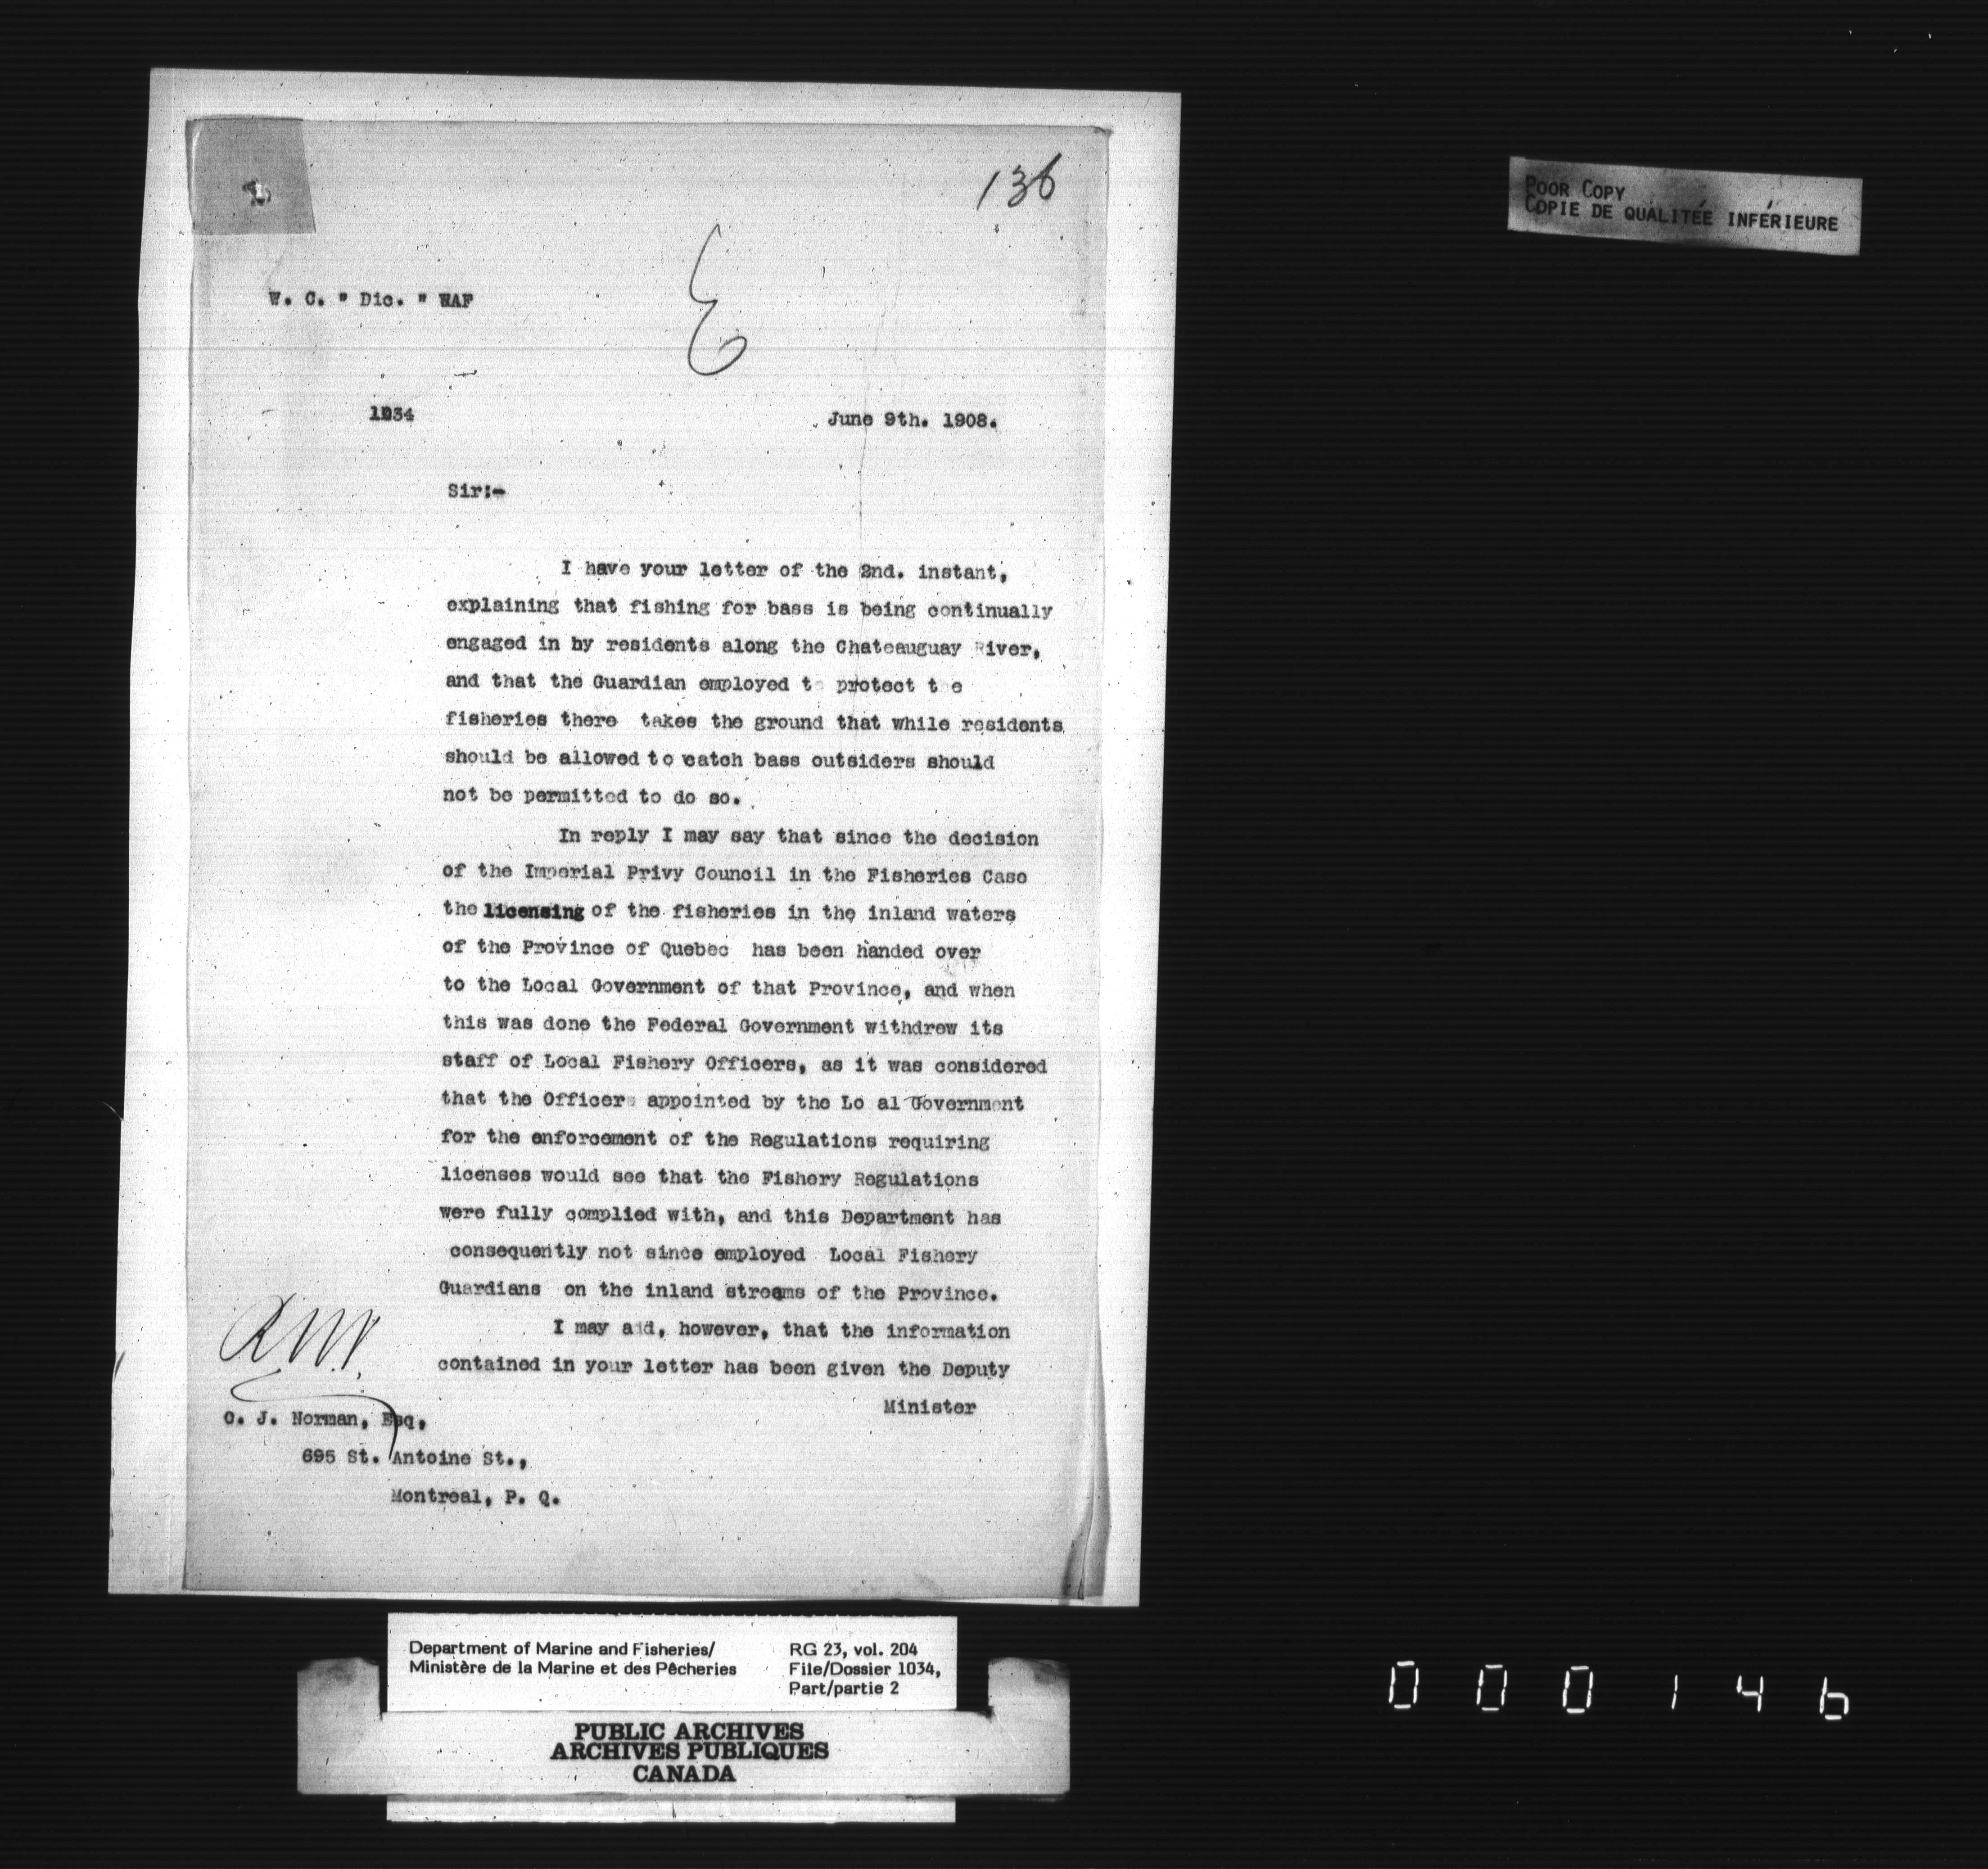 136
E
W. C. " Dic. " WAF
1034
June 9th. 1908.
Sir:-
I have your letter of the 2nd. instant,
explaining that fishing for bass is being continually
engaged in by residents along the Chateauguay River,
and that the Guardian employed to protect t e
fisheries there takes the ground that while residents
should be allowed to catch bass outsiders should
not be permitted to do so.
In reply I may say that since the decision
of the Imperial Privy Council in the Fisheries Case
the licensing of the fisheries in the inland waters
of the Province of Quebec has been handed over
to the Local Government of that Province, and when
this was done the Federal Government withdrew its
staff of Local Fishery Officers, as it was considered
that the Officers appointed by the Lo al Government
for the enforcement of the Regulations requiring
licenses would see that the Fishery Regulations
were fully complied with, and this Department has
consequently not since employed Local Fishery
Guardians on the inland streams of the Province.
I may add, however, that the information
contained in your letter has been given the Deputy
Minister
C. J. Norman, Esq,
695 St. Antoine St.,
Montreal, P. Q.
POOR COPY
COPIE DE QUALITÉE INFÉRIEURE
Department of Marine and Fisheries/
Ministère de la Marine et des Pêcheries
RG 23, vol. 204
File/Dossier 1034,
Part/partie 2
PUBLIC ARCHIVES
ARCHIVES PUBLIQUES
CANADA
000146